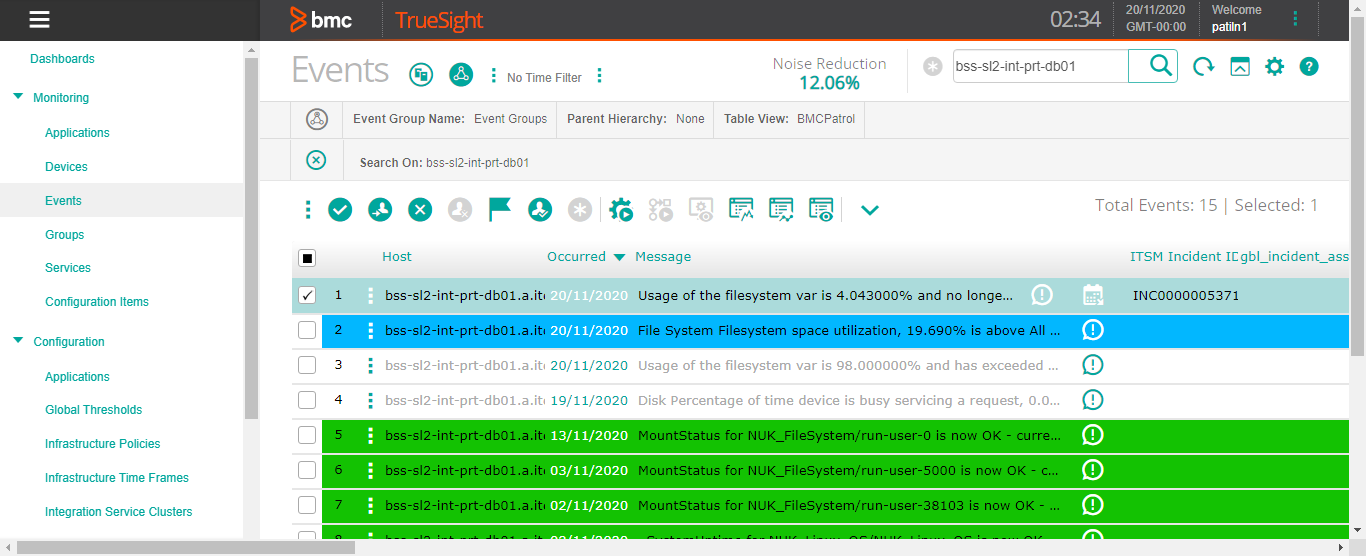 bmc TrueSight 02:34 20/11/2020 GMT-00:00 Welcome patiln1
Dashboards
Monitoring
Applications
Devices
Events
Groups
Services
Configuration Items
Configuration
Applications
Global Thresholds
Infrastructure Policies
Infrastructure Time Frames
Integration Service Clusters
Events No Time Filter Noise Reduction 12.06% bss-sl2-int-prt-db01
Event Group Name: Event Groups Parent Hierarchy: None Table View: BMCPatrol
Search On: bss-sl2-int-prt-db01
Total Events: 15 | Selected: 1
Host Occurred Message ITSM Incident ID gbl_incident_ass
1 bss-sl2-int-prt-db01.a.ite 20/11/2020 Usage of the filesystem var is 4.043000% and no longe... INC0000005371
2 bss-sl2-int-prt-db01.a.ite 20/11/2020 File System Filesystem space utilization, 19.690% is above All ...
3 bss-sl2-int-prt-db01.a.ite 20/11/2020 Usage of the filesystem var is 98.000000% and has exceeded ...
4 bss-sl2-int-prt-db01.a.ite 19/11/2020 Disk Percentage of time device is busy servicing a request, 0.0...
5 bss-sl2-int-prt-db01.a.ite 13/11/2020 MountStatus for NUK_FileSystem/run-user-0 is now OK - curre...
6 bss-sl2-int-prt-db01.a.ite 03/11/2020 MountStatus for NUK_FileSystem/run-user-5000 is now OK - c...
7 bss-sl2-int-prt-db01.a.ite 02/11/2020 MountStatus for NUK_FileSystem/run-user-38103 is now OK - ...